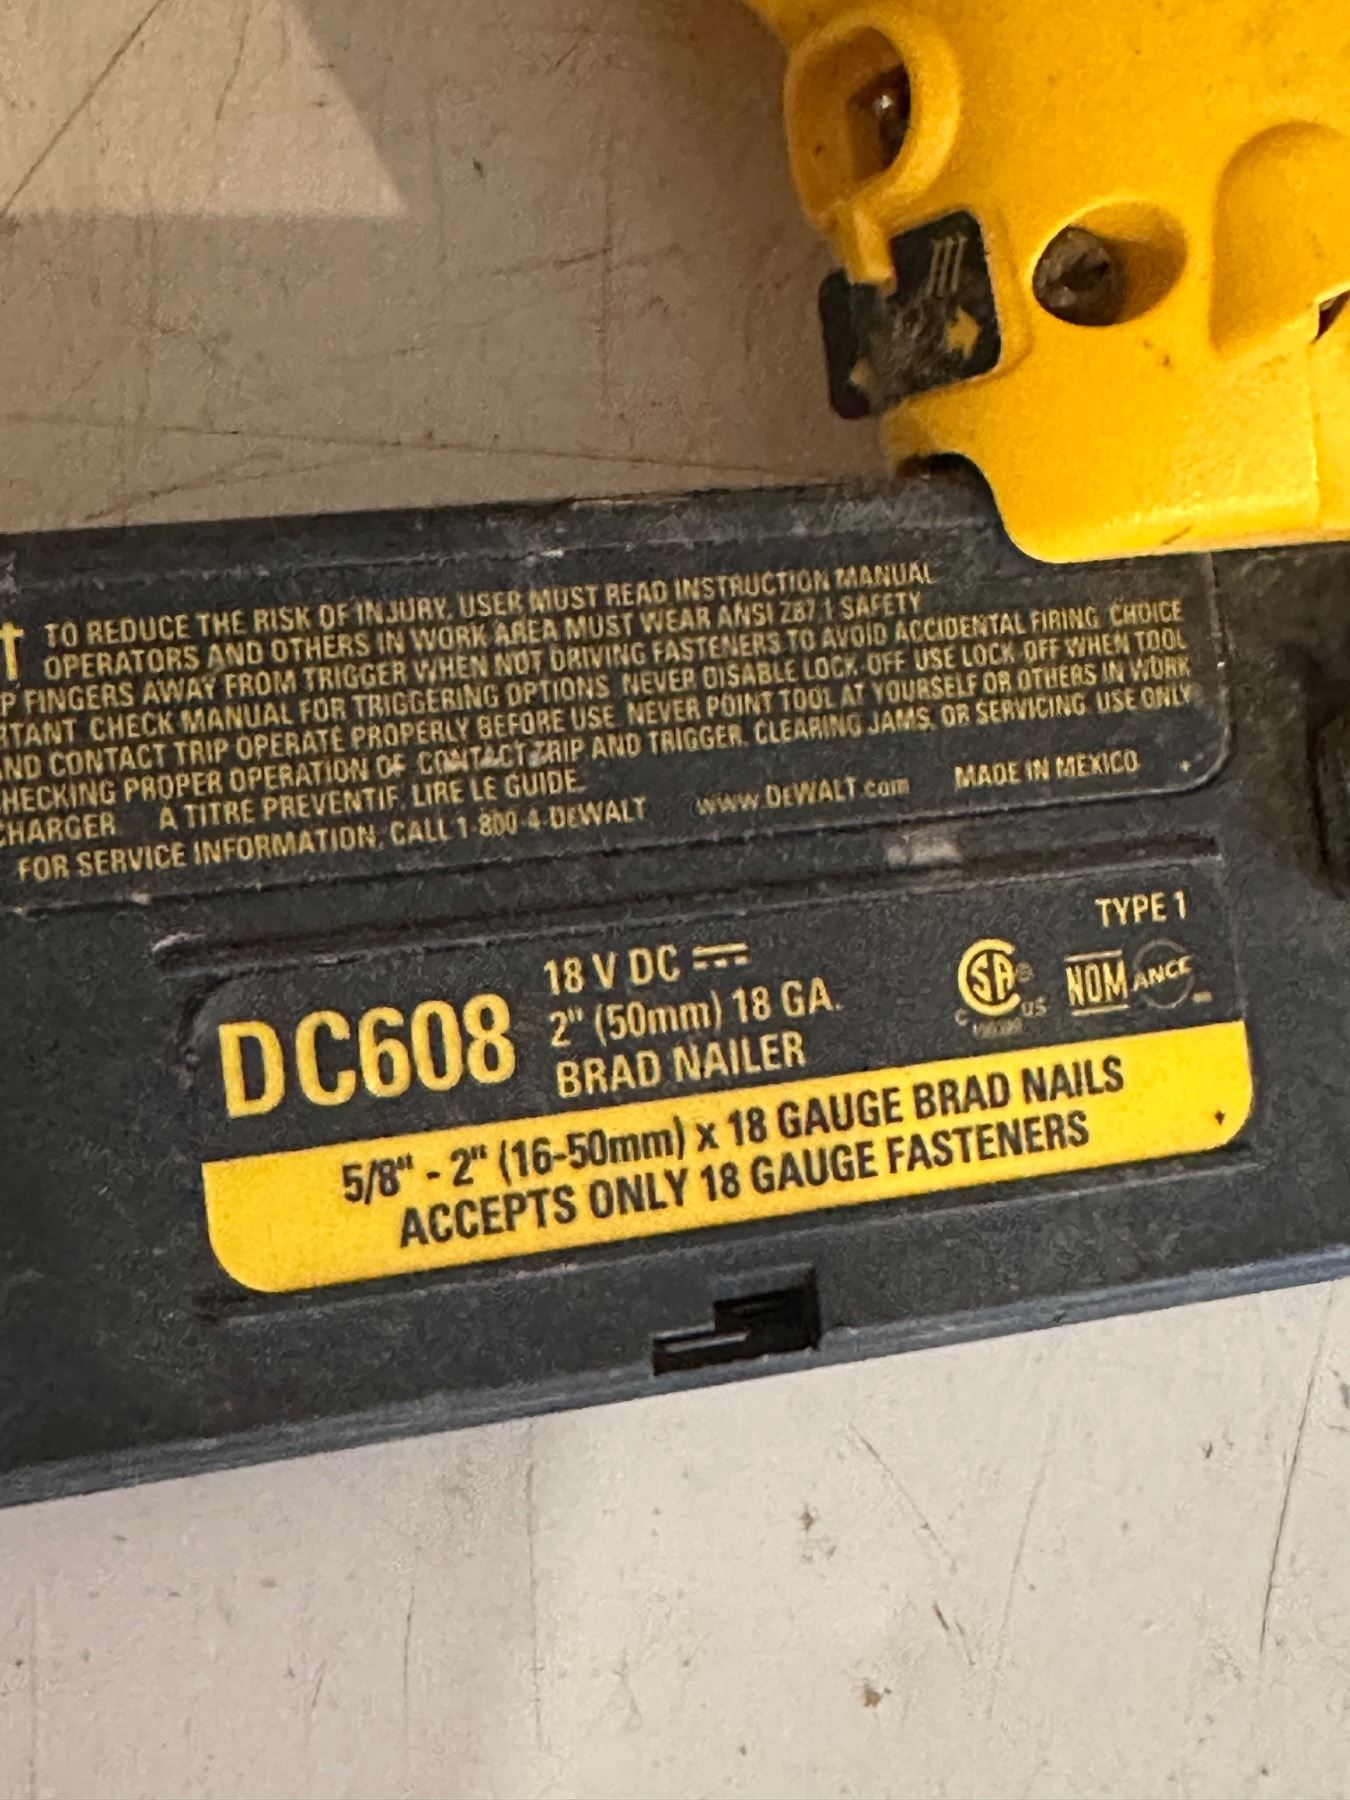 TO REDUCE THE RISK OF INJURY, USER MUST READ INSTRUCTION MANUAL
OPERATORS AND OTHERS IN WORK AREA MUST WEAR ANSI Z87.1 SAFETY
P FINGERS AWAY FROM TRIGGER WHEN NOT DRIVING FASTENERS TO AVOID ACCIDENTAL FIRING. CHOICE
RTANT CHECK MANUAL FOR TRIGGERING OPTIONS. NEVER DISABLE LOCK-OFF USE LOCK-OFF WHEN TOOL
ND CONTACT TRIP OPERATE PROPERLY BEFORE USE. NEVER POINT TOOL AT YOURSELF OR OTHERS IN WORK
HECKING PROPER OPERATION OF CONTACT TRIP AND TRIGGER, CLEARING JAMS, OR SERVICING. USE ONLY
CHARGER. A TITRE PREVENTIF, LIRE LE GUIDE.
FOR SERVICE INFORMATION, CALL 1-800-4-DEWALT www.DEWALT.com MADE IN MEXICO
TYPE 1
DC608 18 V DC
2" (50mm) 18 GA.
BRAD NAILER
C SA US NOM ANCE
5/8" - 2" (16-50mm) x 18 GAUGE BRAD NAILS
ACCEPTS ONLY 18 GAUGE FASTENERS